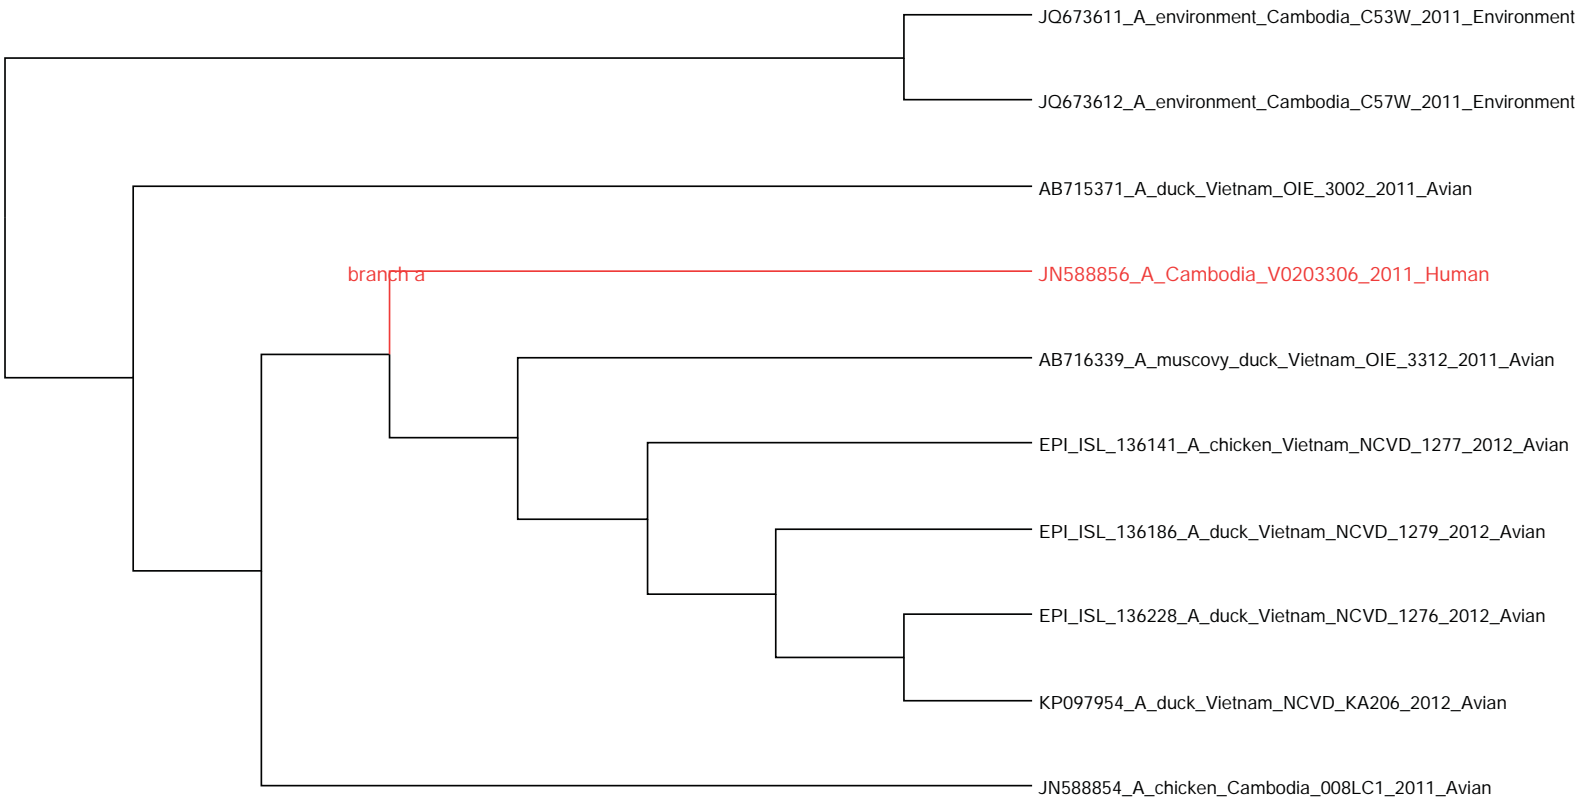 JQ673611_A_environment_Cambodia_C53W_2011_Environment
JQ673612_A_environment_Cambodia_C57W_2011_Environment
AB715371_A_duck_Vietnam_OIE_3002_2011_Avian
branch a
JN588856_A_Cambodia_V0203306_2011_Human
AB716339_A_muscovy_duck_Vietnam_OIE_3312_2011_Avian
EPI_ISL_136141_A_chicken_Vietnam_NCVD_1277_2012_Avian
EPI_ISL_136186_A_duck_Vietnam_NCVD_1279_2012_Avian
EPI_ISL_136228_A_duck_Vietnam_NCVD_1276_2012_Avian
KP097954_A_duck_Vietnam_NCVD_KA206_2012_Avian
JN588854_A_chicken_Cambodia_008LC1_2011_Avian